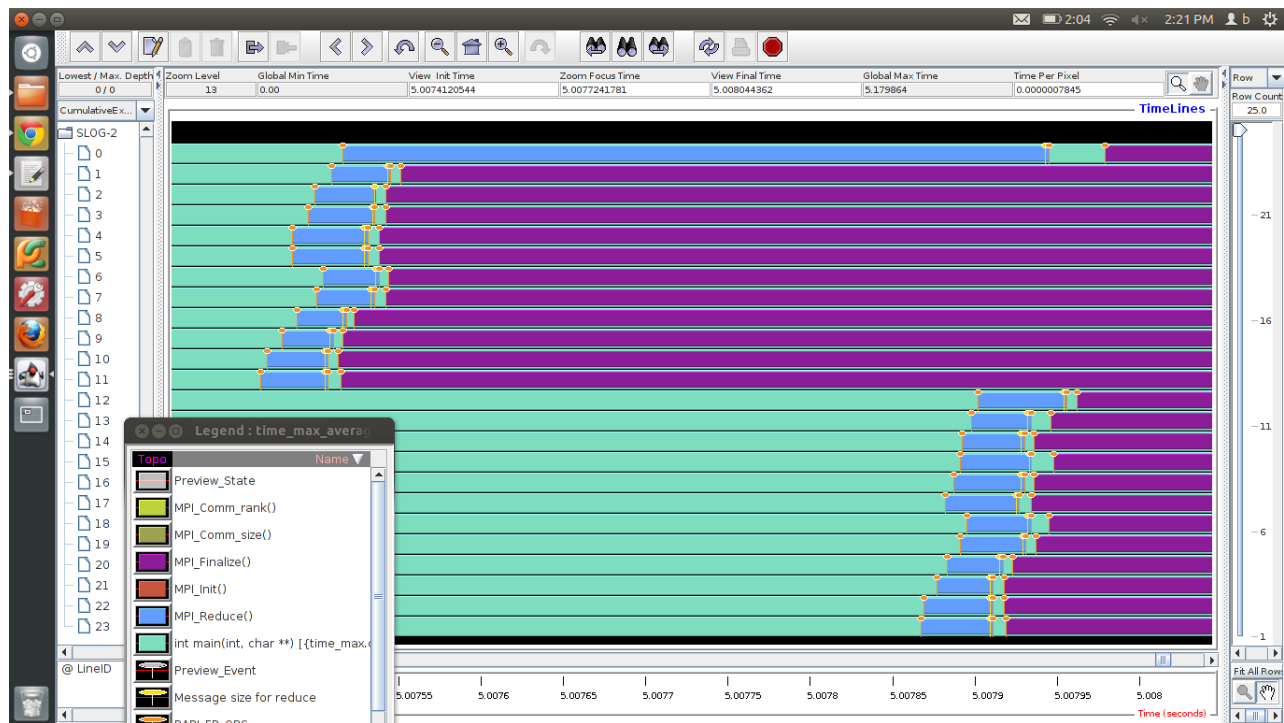 2:04 2:21 PM b
Lowest / Max. Depth Zoom Level Global Min Time View Init Time Zoom Focus Time View Final Time Global Max Time Time Per Pixel Row
0 / 0 13 0.00 5.0074120544 5.0077241781 5.008044362 5.179864 0.0000007845 Row Count
CumulativeEx... TimeLines 25.0
SLOG-2
0
1
2
3
21
4
5
6
7
8
16
9
10
11
12
13
11
14
15
16
17
18
6
19
20
21
22
23
1
Legend : time_max_averag
Topo Name
Preview_State
MPI_Comm_rank()
MPI_Comm_size()
MPI_Finalize()
MPI_Init()
MPI_Reduce()
int main(int, char **) [{time_max.
Preview_Event
Message size for reduce
@ LineID Fit All Row
5.00755 5.0076 5.00765 5.0077 5.00775 5.0078 5.00785 5.0079 5.00795 5.008
Time (seconds)